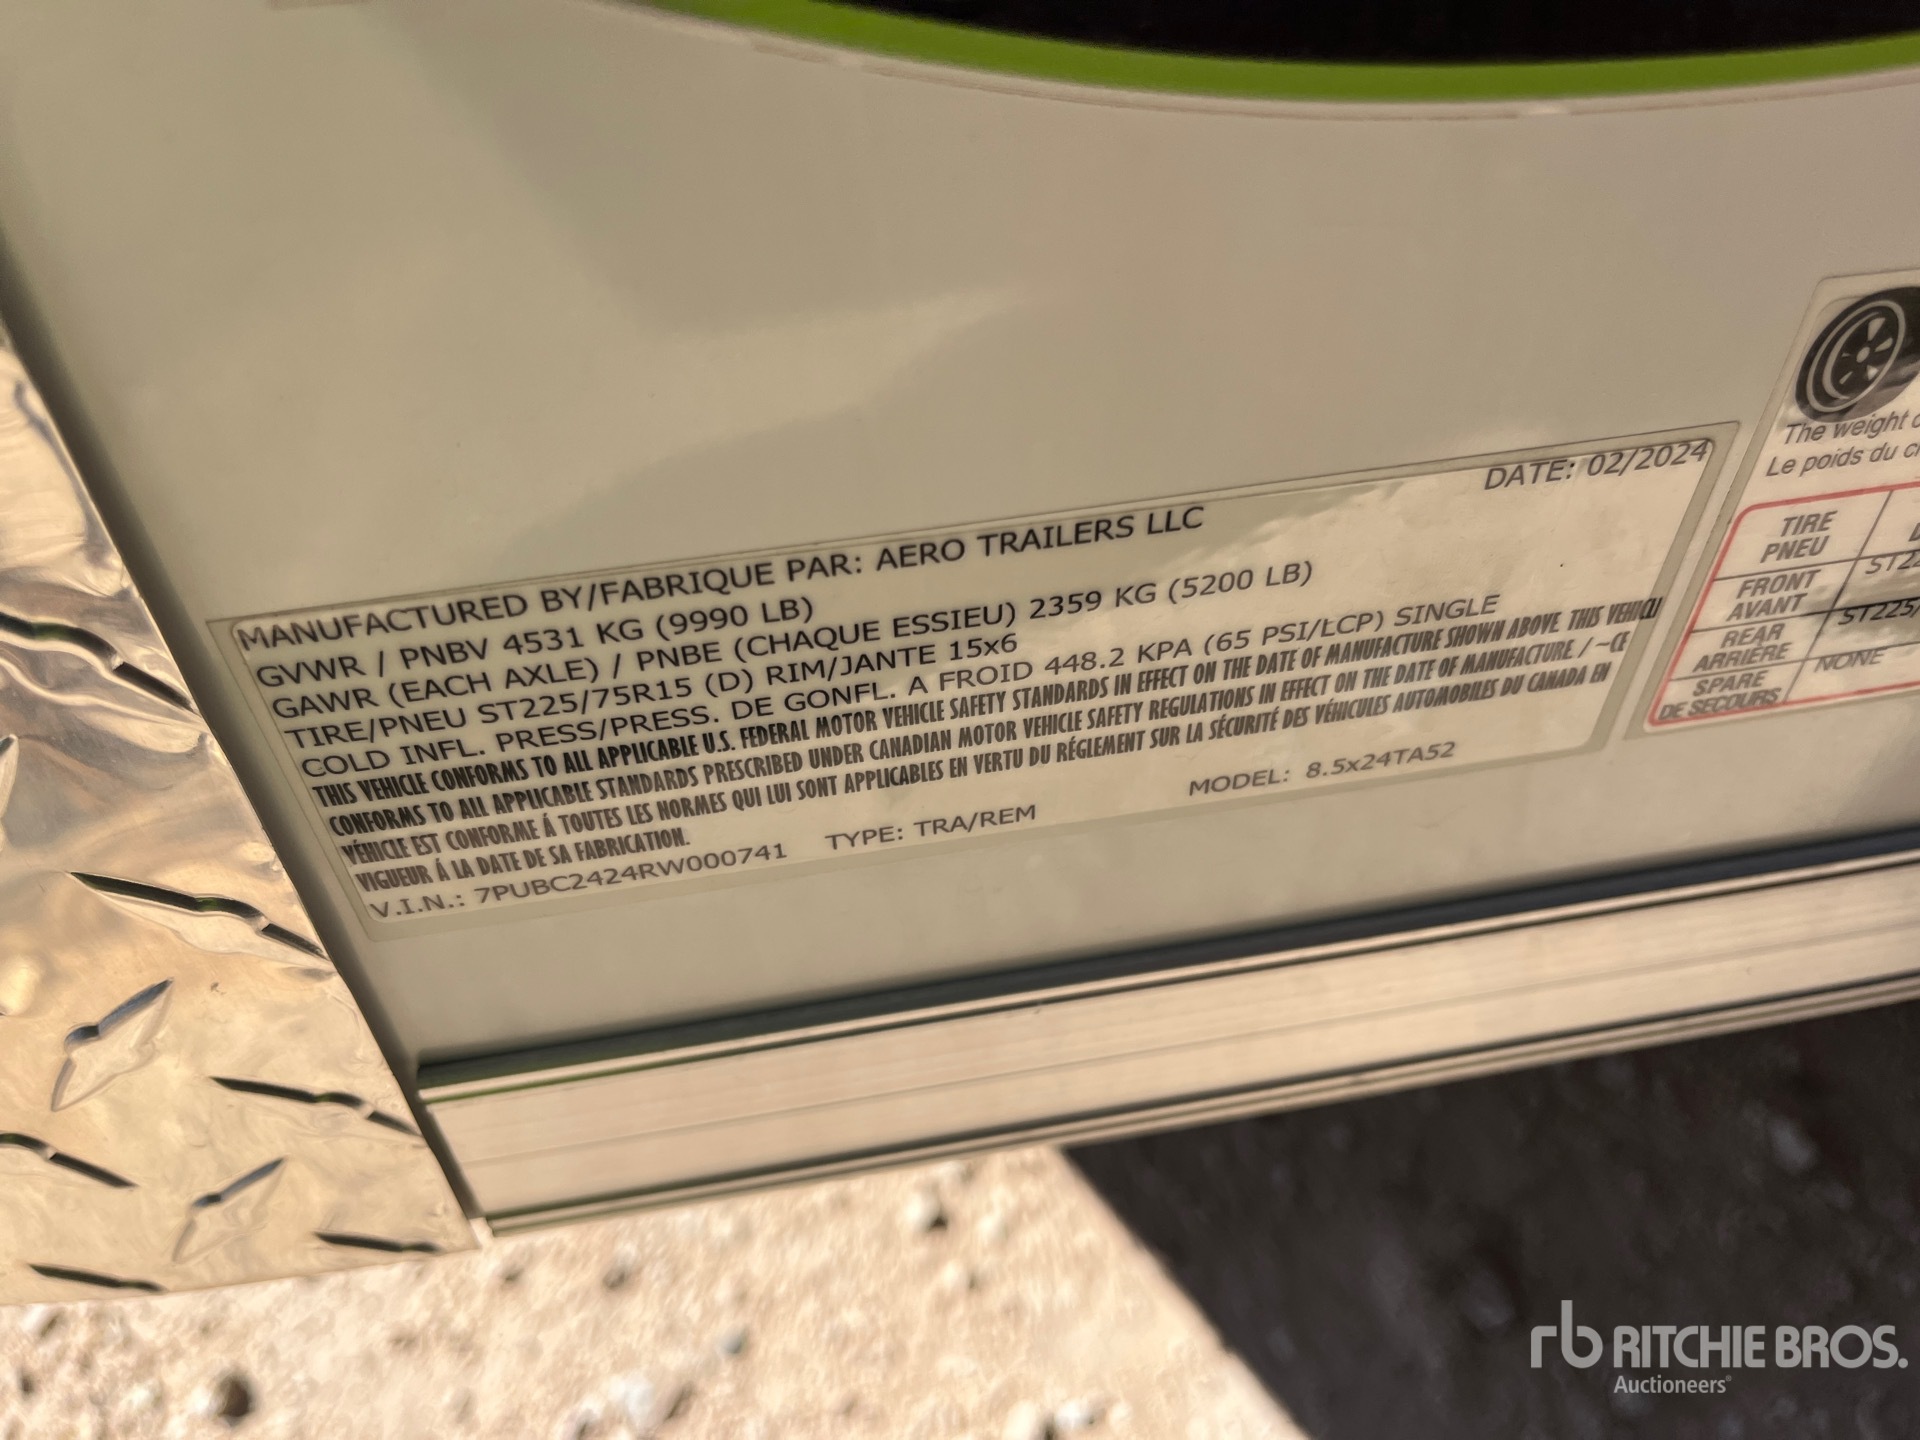 DATE: 02/2024
MANUFACTURED BY/FABRIQUE PAR: AERO TRAILERS LLC
GVWR / PNBV 4531 KG (9990 LB)
GAWR (EACH AXLE) / PNBE (CHAQUE ESSIEU) 2359 KG (5200 LB)
TIRE/PNEU ST225/75R15 (D) RIM/JANTE 15x6
COLD INFL. PRESS/PRESS. DE GONFL. A FROID 448.2 KPA (65 PSI/LCP) SINGLE
THIS VEHICLE CONFORMS TO ALL APPLICABLE U.S. FEDERAL MOTOR VEHICLE SAFETY STANDARDS IN EFFECT ON THE DATE OF MANUFACTURE SHOWN ABOVE THIS VEHICLE
CONFORMS TO ALL APPLICABLE STANDARDS PRESCRIBED UNDER CANADIAN MOTOR VEHICLE SAFETY REGULATIONS IN EFFECT ON THE DATE OF MANUFACTURE / ~CE
VÉHICLE EST CONFORME Á TOUTES LES NORMES QUI LUI SONT APPLICABLES EN VERTU DU RÉGLEMENT SUR LA SÉCURITÉ DES VÉHICULES AUTOMOBILES DU CANADA EN
VIGUEUR Á LA DATE DE SA FABRICATION.
V.I.N.: 7PUBC2424RW000741 TYPE: TRA/REM MODEL: 8.5x24TA52
The weight
Le poids du
TIRE
PNEU
FRONT
AVANT
REAR
ARRIÈRE
ST225/
SPARE
DE SECOURS
NONE
rb RITCHIE BROS.
Auctioneers®